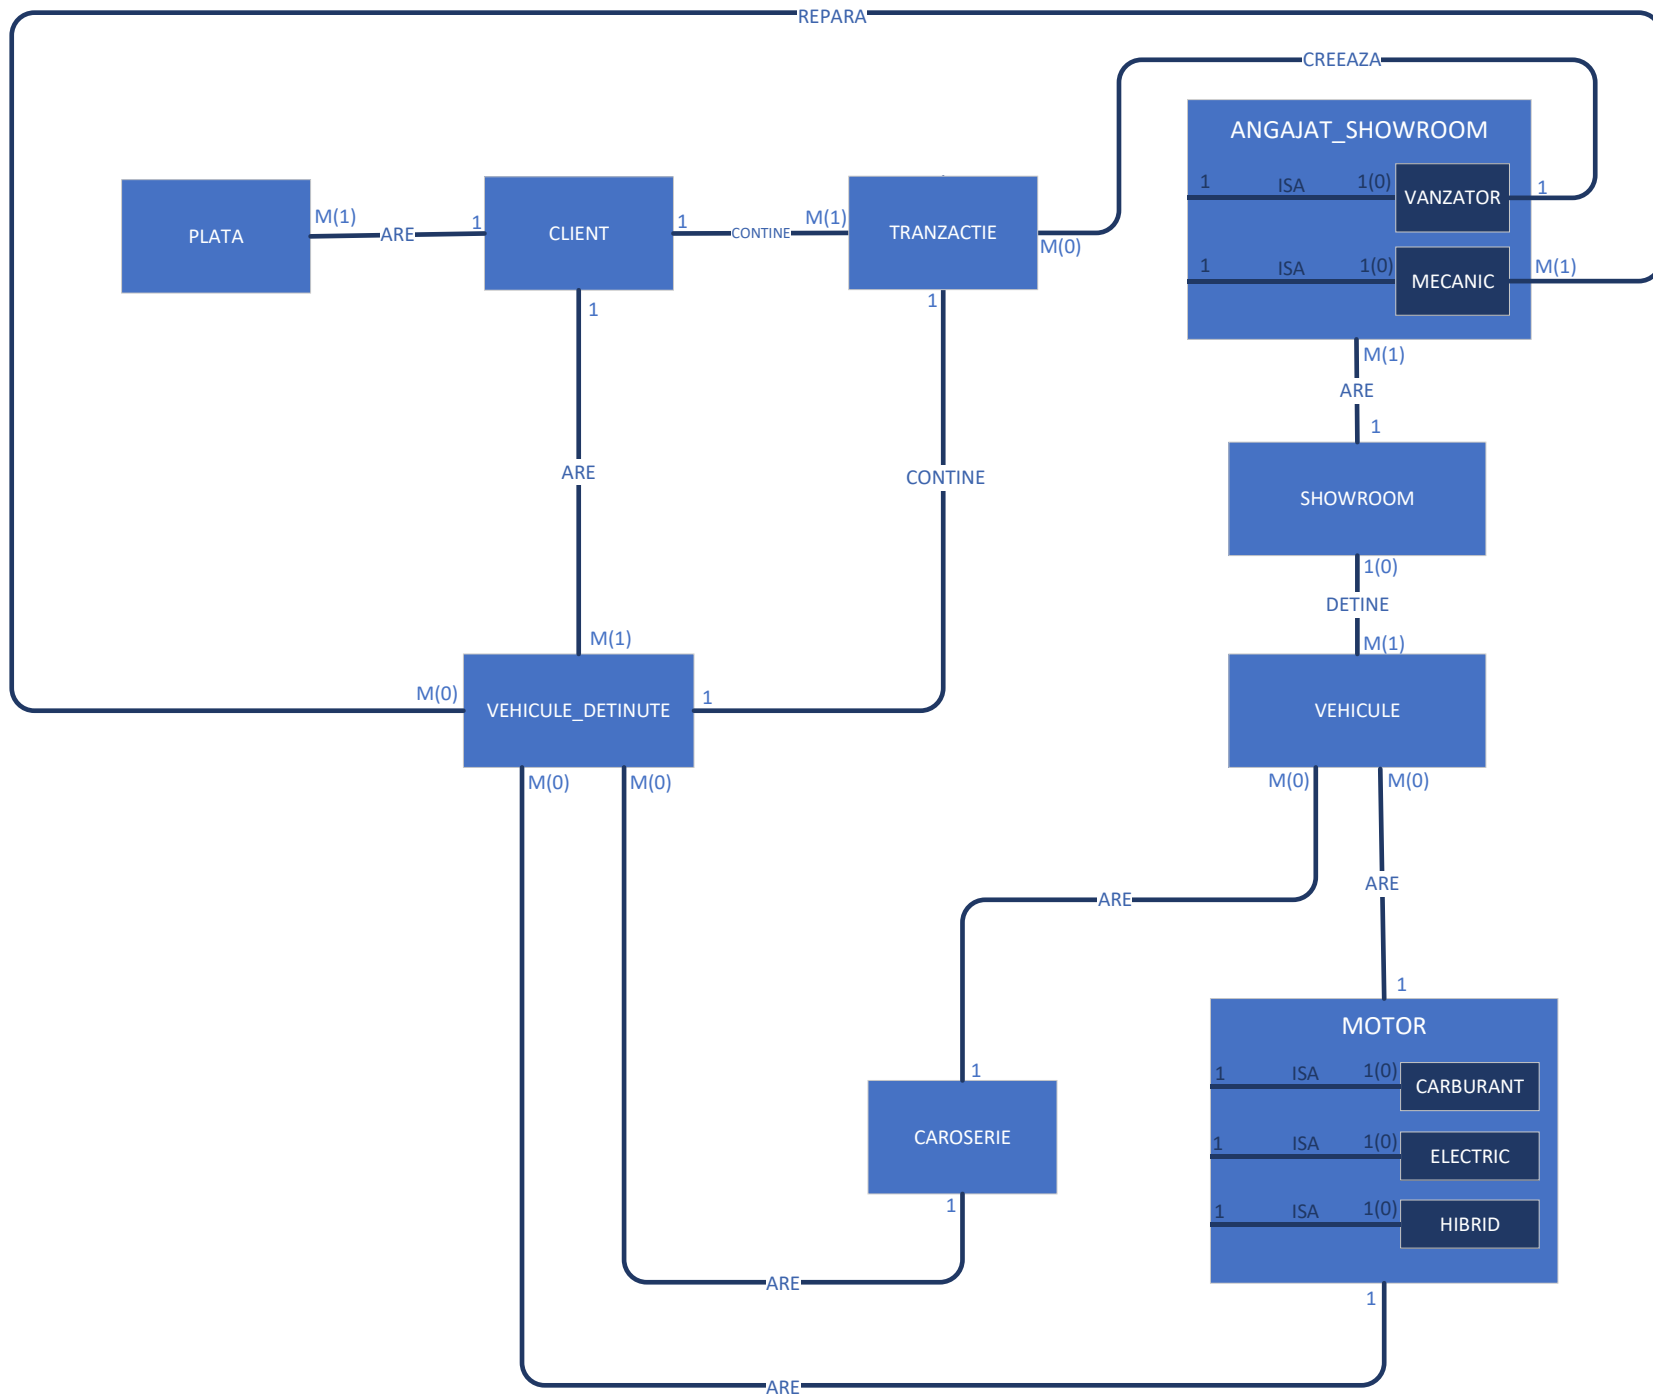 REPARA
CREEAZA
ANGAJAT_SHOWROOM
1 ISA 1(0) VANZATOR 1
1 ISA 1(0) MECANIC M(1)
PLATA M(1) ARE 1 CLIENT 1 CONTINE M(1) TRANZACTIE M(0)
1
1
M(1)
ARE
1
ARE
CONTINE
SHOWROOM
1(0)
DETINE
M(1)
M(1)
M(0) VEHICULE_DETINUTE 1
VEHICULE
M(0) M(0)
M(0) M(0)
ARE
ARE
1
MOTOR
1
1 ISA 1(0) CARBURANT
CAROSERIE
1 ISA 1(0) ELECTRIC
1
1 ISA 1(0) HIBRID
ARE
1
ARE